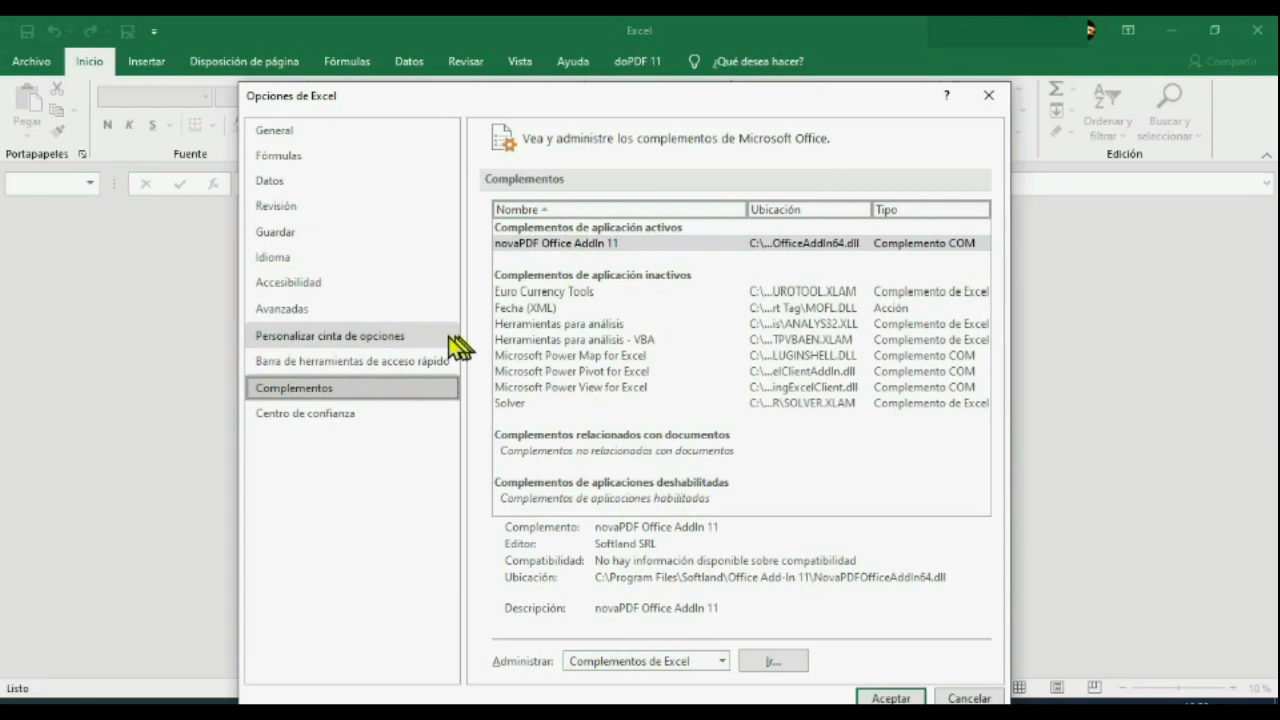 Excel
Archivo Inicio Insertar Disposición de página Fórmulas Datos Revisar Vista Ayuda doPDF 11 ¿Qué desea hacer? Compartir
Pegar
N K S
Ordenar y filtrar
Buscar y seleccionar
Portapapeles Fuente Edición
fx
Opciones de Excel ? ✕
General
Fórmulas
Datos
Revisión
Guardar
Idioma
Accesibilidad
Avanzadas
Personalizar cinta de opciones
Barra de herramientas de acceso rápido
Complementos
Centro de confianza
Vea y administre los complementos de Microsoft Office.
Complementos
Nombre Ubicación Tipo
Complementos de aplicación activos
novaPDF Office AddIn 11 C:\...OfficeAddIn64.dll Complemento COM
Complementos de aplicación inactivos
Euro Currency Tools C:\...UROTOOL.XLAM Complemento de Excel
Fecha (XML) C:\...rt Tag\MOFL.DLL Acción
Herramientas para análisis C:\...is\ANALYS32.XLL Complemento de Excel
Herramientas para análisis - VBA C:\...TPVBAEN.XLAM Complemento de Excel
Microsoft Power Map for Excel C:\...LUGINSHELL.DLL Complemento COM
Microsoft Power Pivot for Excel C:\...elClientAddIn.dll Complemento COM
Microsoft Power View for Excel C:\...ingExcelClient.dll Complemento COM
Solver C:\...R\SOLVER.XLAM Complemento de Excel
Complementos relacionados con documentos
Complementos no relacionados con documentos
Complementos de aplicaciones deshabilitadas
Complementos de aplicaciones habilitadas
Complemento: novaPDF Office AddIn 11
Editor: Softland SRL
Compatibilidad: No hay información disponible sobre compatibilidad
Ubicación: C:\Program Files\Softland\Office Add-In 11\NovaPDFOfficeAddIn64.dll
Descripción: novaPDF Office AddIn 11
Administrar: Complementos de Excel Ir...
Aceptar Cancelar
Listo 10 %